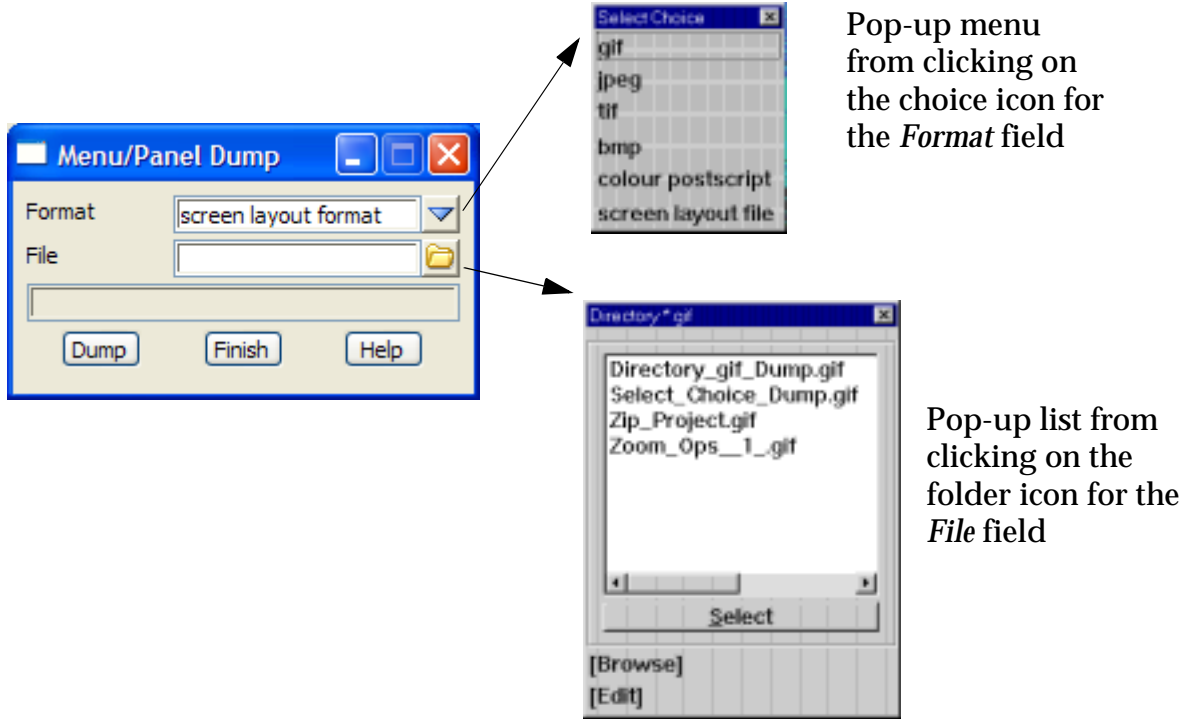 Select Choice
gif
jpeg
tif
bmp
colour postscript
screen layout file
Pop-up menu
from clicking on
the choice icon for
the Format field
Menu/Panel Dump
Format
screen layout format
File
Dump
Finish
Help
Directory *.gif
Directory_gif_Dump.gif
Select_Choice_Dump.gif
Zip_Project.gif
Zoom_Ops__1_.gif
Select
[Browse]
[Edit]
Pop-up list from
clicking on the
folder icon for the
File field